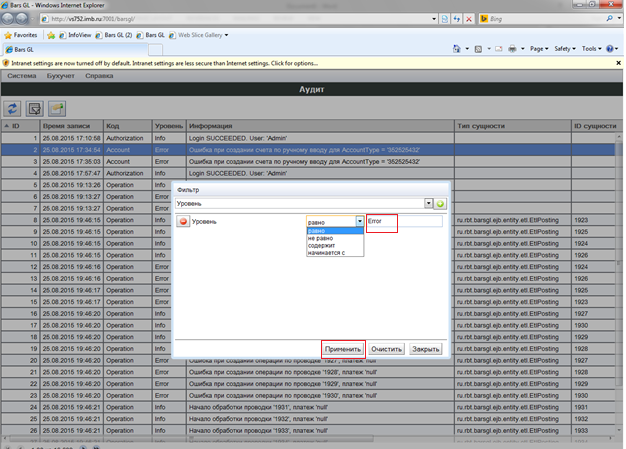 Bars GL - Windows Internet Explorer
http://vs752.imb.ru:7001/barsgl/
Bing
Favorites InfoView Bars GL (2) Bars GL Web Slice Gallery
Bars GL
Page Safety Tools
Intranet settings are now turned off by default. Intranet settings are less secure than Internet settings. Click for options...
Система Бухучет Справка
Аудит
ID Время записи Код Уровень Информация Тип сущности ID сущности
1 25.08.2015 17:10:58 Authorization Info Login SUCCEEDED. User: 'Admin'
2 25.08.2015 17:34:54 Account Error Ошибка при создании счета по ручному вводу для AccountType = '352525432'
3 25.08.2015 17:35:03 Account Error Ошибка при создании счета по ручному вводу для AccountType = '352525432'
4 25.08.2015 17:57:47 Authorization Info Login SUCCEEDED. User: 'Admin'
5 25.08.2015 19:13:26 Operation Info
6 25.08.2015 19:13:27 Operation Error
7 25.08.2015 19:13:27 Operation Error
8 25.08.2015 19:46:15 Operation Info ru.rbt.barsgl.ejb.entity.etl.EtlPosting 1923
9 25.08.2015 19:46:15 Operation Info ru.rbt.barsgl.ejb.entity.etl.EtlPosting 1925
10 25.08.2015 19:46:15 Operation Info ru.rbt.barsgl.ejb.entity.etl.EtlPosting 1924
11 25.08.2015 19:46:15 Operation Info ru.rbt.barsgl.ejb.entity.etl.EtlPosting 1926
12 25.08.2015 19:46:16 Operation Error ru.rbt.barsgl.ejb.entity.etl.EtlPosting 1924
13 25.08.2015 19:46:16 Operation Error ru.rbt.barsgl.ejb.entity.etl.EtlPosting 1925
14 25.08.2015 19:46:16 Operation Error ru.rbt.barsgl.ejb.entity.etl.EtlPosting 1926
15 25.08.2015 19:46:17 Operation Error ru.rbt.barsgl.ejb.entity.etl.EtlPosting 1923
16 25.08.2015 19:46:20 Operation Info ru.rbt.barsgl.ejb.entity.etl.EtlPosting 1927
17 25.08.2015 19:46:20 Operation Info ru.rbt.barsgl.ejb.entity.etl.EtlPosting 1930
18 25.08.2015 19:46:20 Operation Info ru.rbt.barsgl.ejb.entity.etl.EtlPosting 1929
19 25.08.2015 19:46:20 Operation Info ru.rbt.barsgl.ejb.entity.etl.EtlPosting 1928
20 25.08.2015 19:46:20 Operation Error Ошибка при создании операции по проводке '1927', платеж 'null' ru.rbt.barsgl.ejb.entity.etl.EtlPosting 1927
21 25.08.2015 19:46:20 Operation Error Ошибка при создании операции по проводке '1928', платеж 'null' ru.rbt.barsgl.ejb.entity.etl.EtlPosting 1928
22 25.08.2015 19:46:21 Operation Error Ошибка при создании операции по проводке '1929', платеж 'null' ru.rbt.barsgl.ejb.entity.etl.EtlPosting 1929
23 25.08.2015 19:46:21 Operation Error Ошибка при создании операции по проводке '1930', платеж 'null' ru.rbt.barsgl.ejb.entity.etl.EtlPosting 1930
24 25.08.2015 19:46:21 Operation Info Начало обработки проводки '1931', платеж 'null' ru.rbt.barsgl.ejb.entity.etl.EtlPosting 1931
25 25.08.2015 19:46:21 Operation Info Начало обработки проводки '1932', платеж 'null' ru.rbt.barsgl.ejb.entity.etl.EtlPosting 1932
26 25.08.2015 19:46:21 Operation Info Начало обработки проводки '1933', платеж 'null' ru.rbt.barsgl.ejb.entity.etl.EtlPosting 1933
Фильтр
Уровень
Уровень равно Error
равно
не равно
содержит
начинается с
Применить Очистить Закрыть